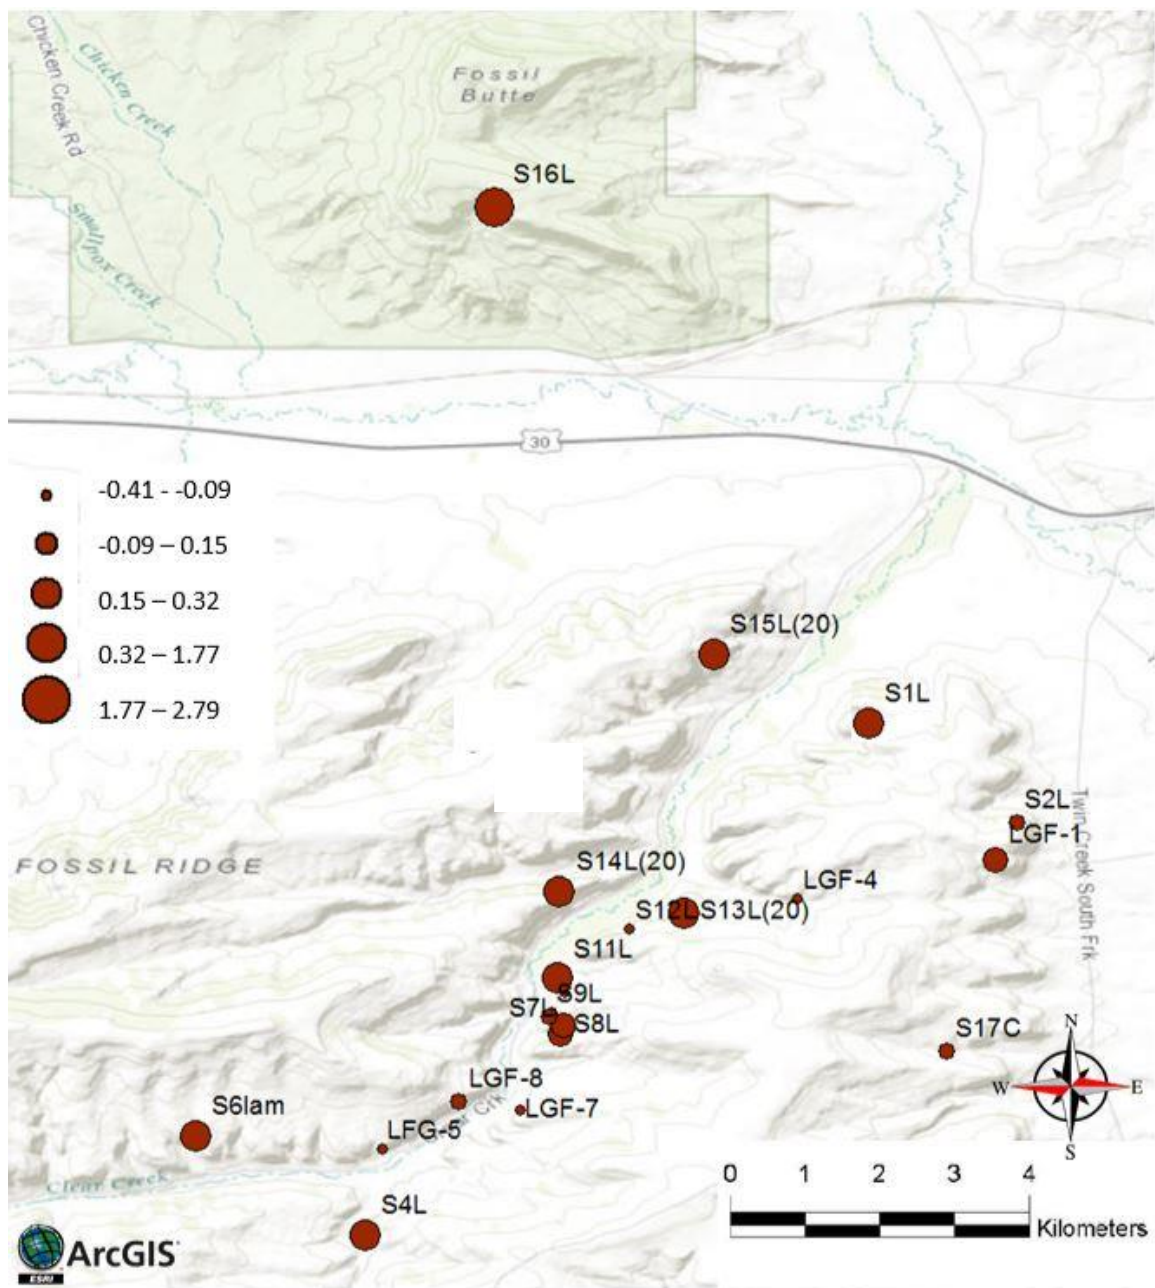 Chicken Creek Rd
Chicken Creek
Fossil
Butte
S16L
Smallpox Creek
30
-0.41 - -0.09
-0.09 – 0.15
0.15 – 0.32
0.32 – 1.77
1.77 – 2.79
S15L(20)
S1L
S2L
LGF-1
Twin Creek South Frk
FOSSIL RIDGE
S14L(20)
LGF-4
S12L
S13L(20)
S11L
S9L
S7L
S8L
S17C
N
W
E
S
LGF-8
LGF-7
S6lam
LFG-5
Crk
Clear Creek
S4L
0 1 2 3 4
Kilometers
ArcGIS
ESRI